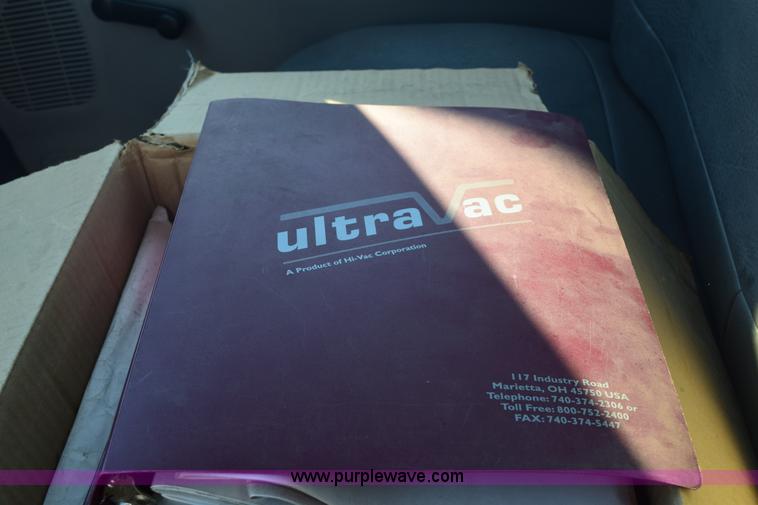 ultraVac
A Product of Hi-Vac Corporation
117 Industry Road
Marietta, OH 45750 USA
Telephone: 740-374-2306 or
Toll Free: 800-752-2400
FAX: 740-374-5447
www.purplewave.com